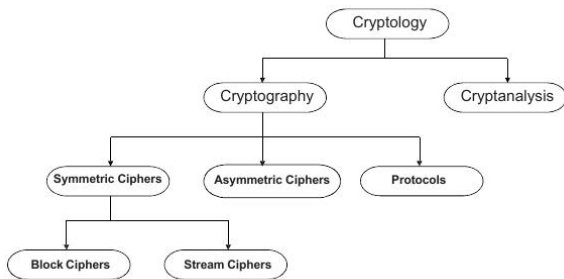 Cryptology
Cryptography
Cryptanalysis
Symmetric Ciphers
Asymmetric Ciphers
Protocols
Block Ciphers
Stream Ciphers